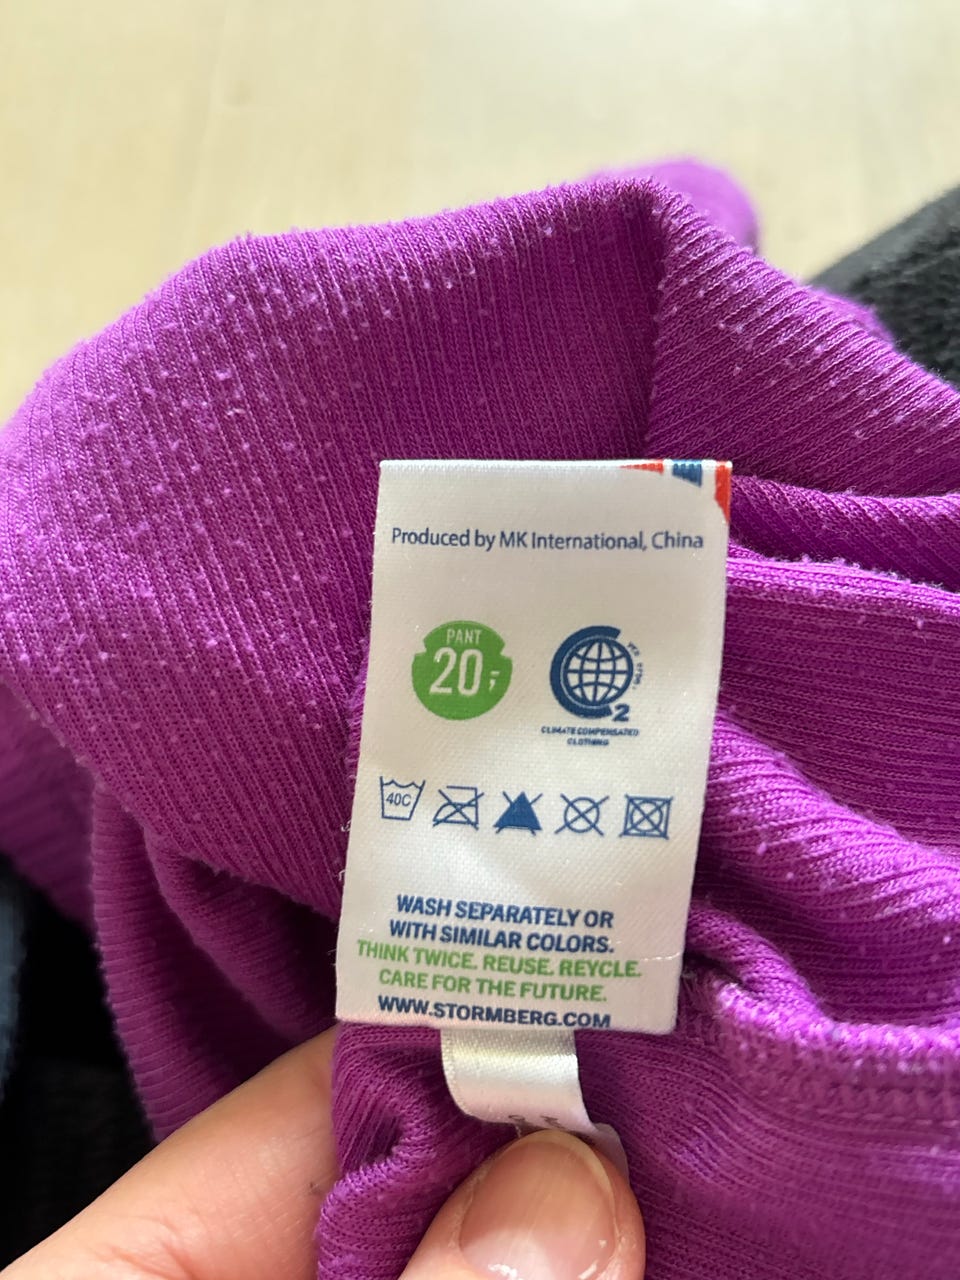 Produced by MK International, China
PANT
20,-
2
CLIMATE COMPENSATED
CLOTHING
40C
WASH SEPARATELY OR
WITH SIMILAR COLORS.
THINK TWICE. REUSE. REYCLE.
CARE FOR THE FUTURE.
WWW.STORMBERG.COM